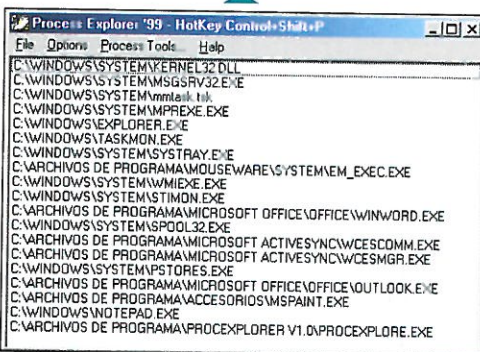 Process Explorer '99 - HotKey Control+Shift+P
File Options Process Tools... Help
C:\WINDOWS\SYSTEM\KERNEL32.DLL
C:\WINDOWS\SYSTEM\MSGSRV32.EXE
C:\WINDOWS\SYSTEM\mmtask.tsk
C:\WINDOWS\SYSTEM\MPREXE.EXE
C:\WINDOWS\EXPLORER.EXE
C:\WINDOWS\TASKMON.EXE
C:\WINDOWS\SYSTEM\SYSTRAY.EXE
C:\ARCHIVOS DE PROGRAMA\MOUSEWARE\SYSTEM\EM_EXEC.EXE
C:\WINDOWS\SYSTEM\WMIEXE.EXE
C:\WINDOWS\SYSTEM\STIMON.EXE
C:\ARCHIVOS DE PROGRAMA\MICROSOFT OFFICE\OFFICE\WINWORD.EXE
C:\WINDOWS\SYSTEM\SPOOL32.EXE
C:\ARCHIVOS DE PROGRAMA\MICROSOFT ACTIVESYNC\WCESCOMM.EXE
C:\ARCHIVOS DE PROGRAMA\MICROSOFT ACTIVESYNC\WCESMGR.EXE
C:\WINDOWS\SYSTEM\PSTORES.EXE
C:\ARCHIVOS DE PROGRAMA\MICROSOFT OFFICE\OFFICE\OUTLOOK.EXE
C:\ARCHIVOS DE PROGRAMA\ACCESORIOS\MSPAINT.EXE
C:\WINDOWS\NOTEPAD.EXE
C:\ARCHIVOS DE PROGRAMA\PROCEXPLORER V1.0\PROCEXPLORE.EXE